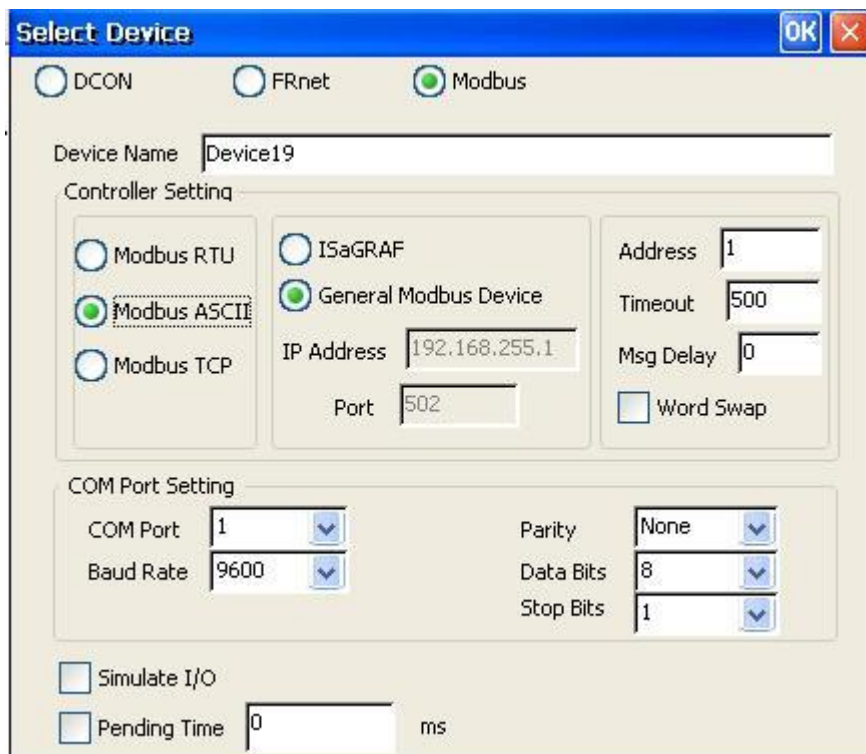 Select Device OK
DCON FRnet Modbus
Device Name Device19
Controller Setting
Modbus RTU
Modbus ASCII
Modbus TCP
ISaGRAF
General Modbus Device
IP Address 192.168.255.1
Port 502
Address 1
Timeout 500
Msg Delay 0
Word Swap
COM Port Setting
COM Port 1
Baud Rate 9600
Parity None
Data Bits 8
Stop Bits 1
Simulate I/O
Pending Time 0 ms